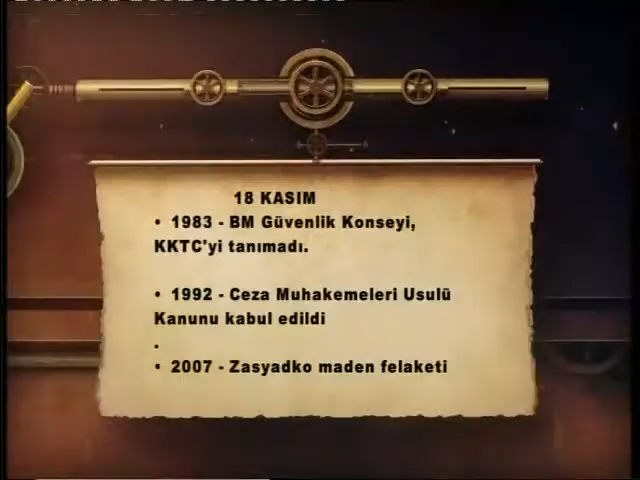 18 KASIM
• 1983 - BM Güvenlik Konseyi,
KKTC'yi tanımadı.
• 1992 - Ceza Muhakemeleri Usulü
Kanunu kabul edildi
.
• 2007 - Zasyadko maden felaketi